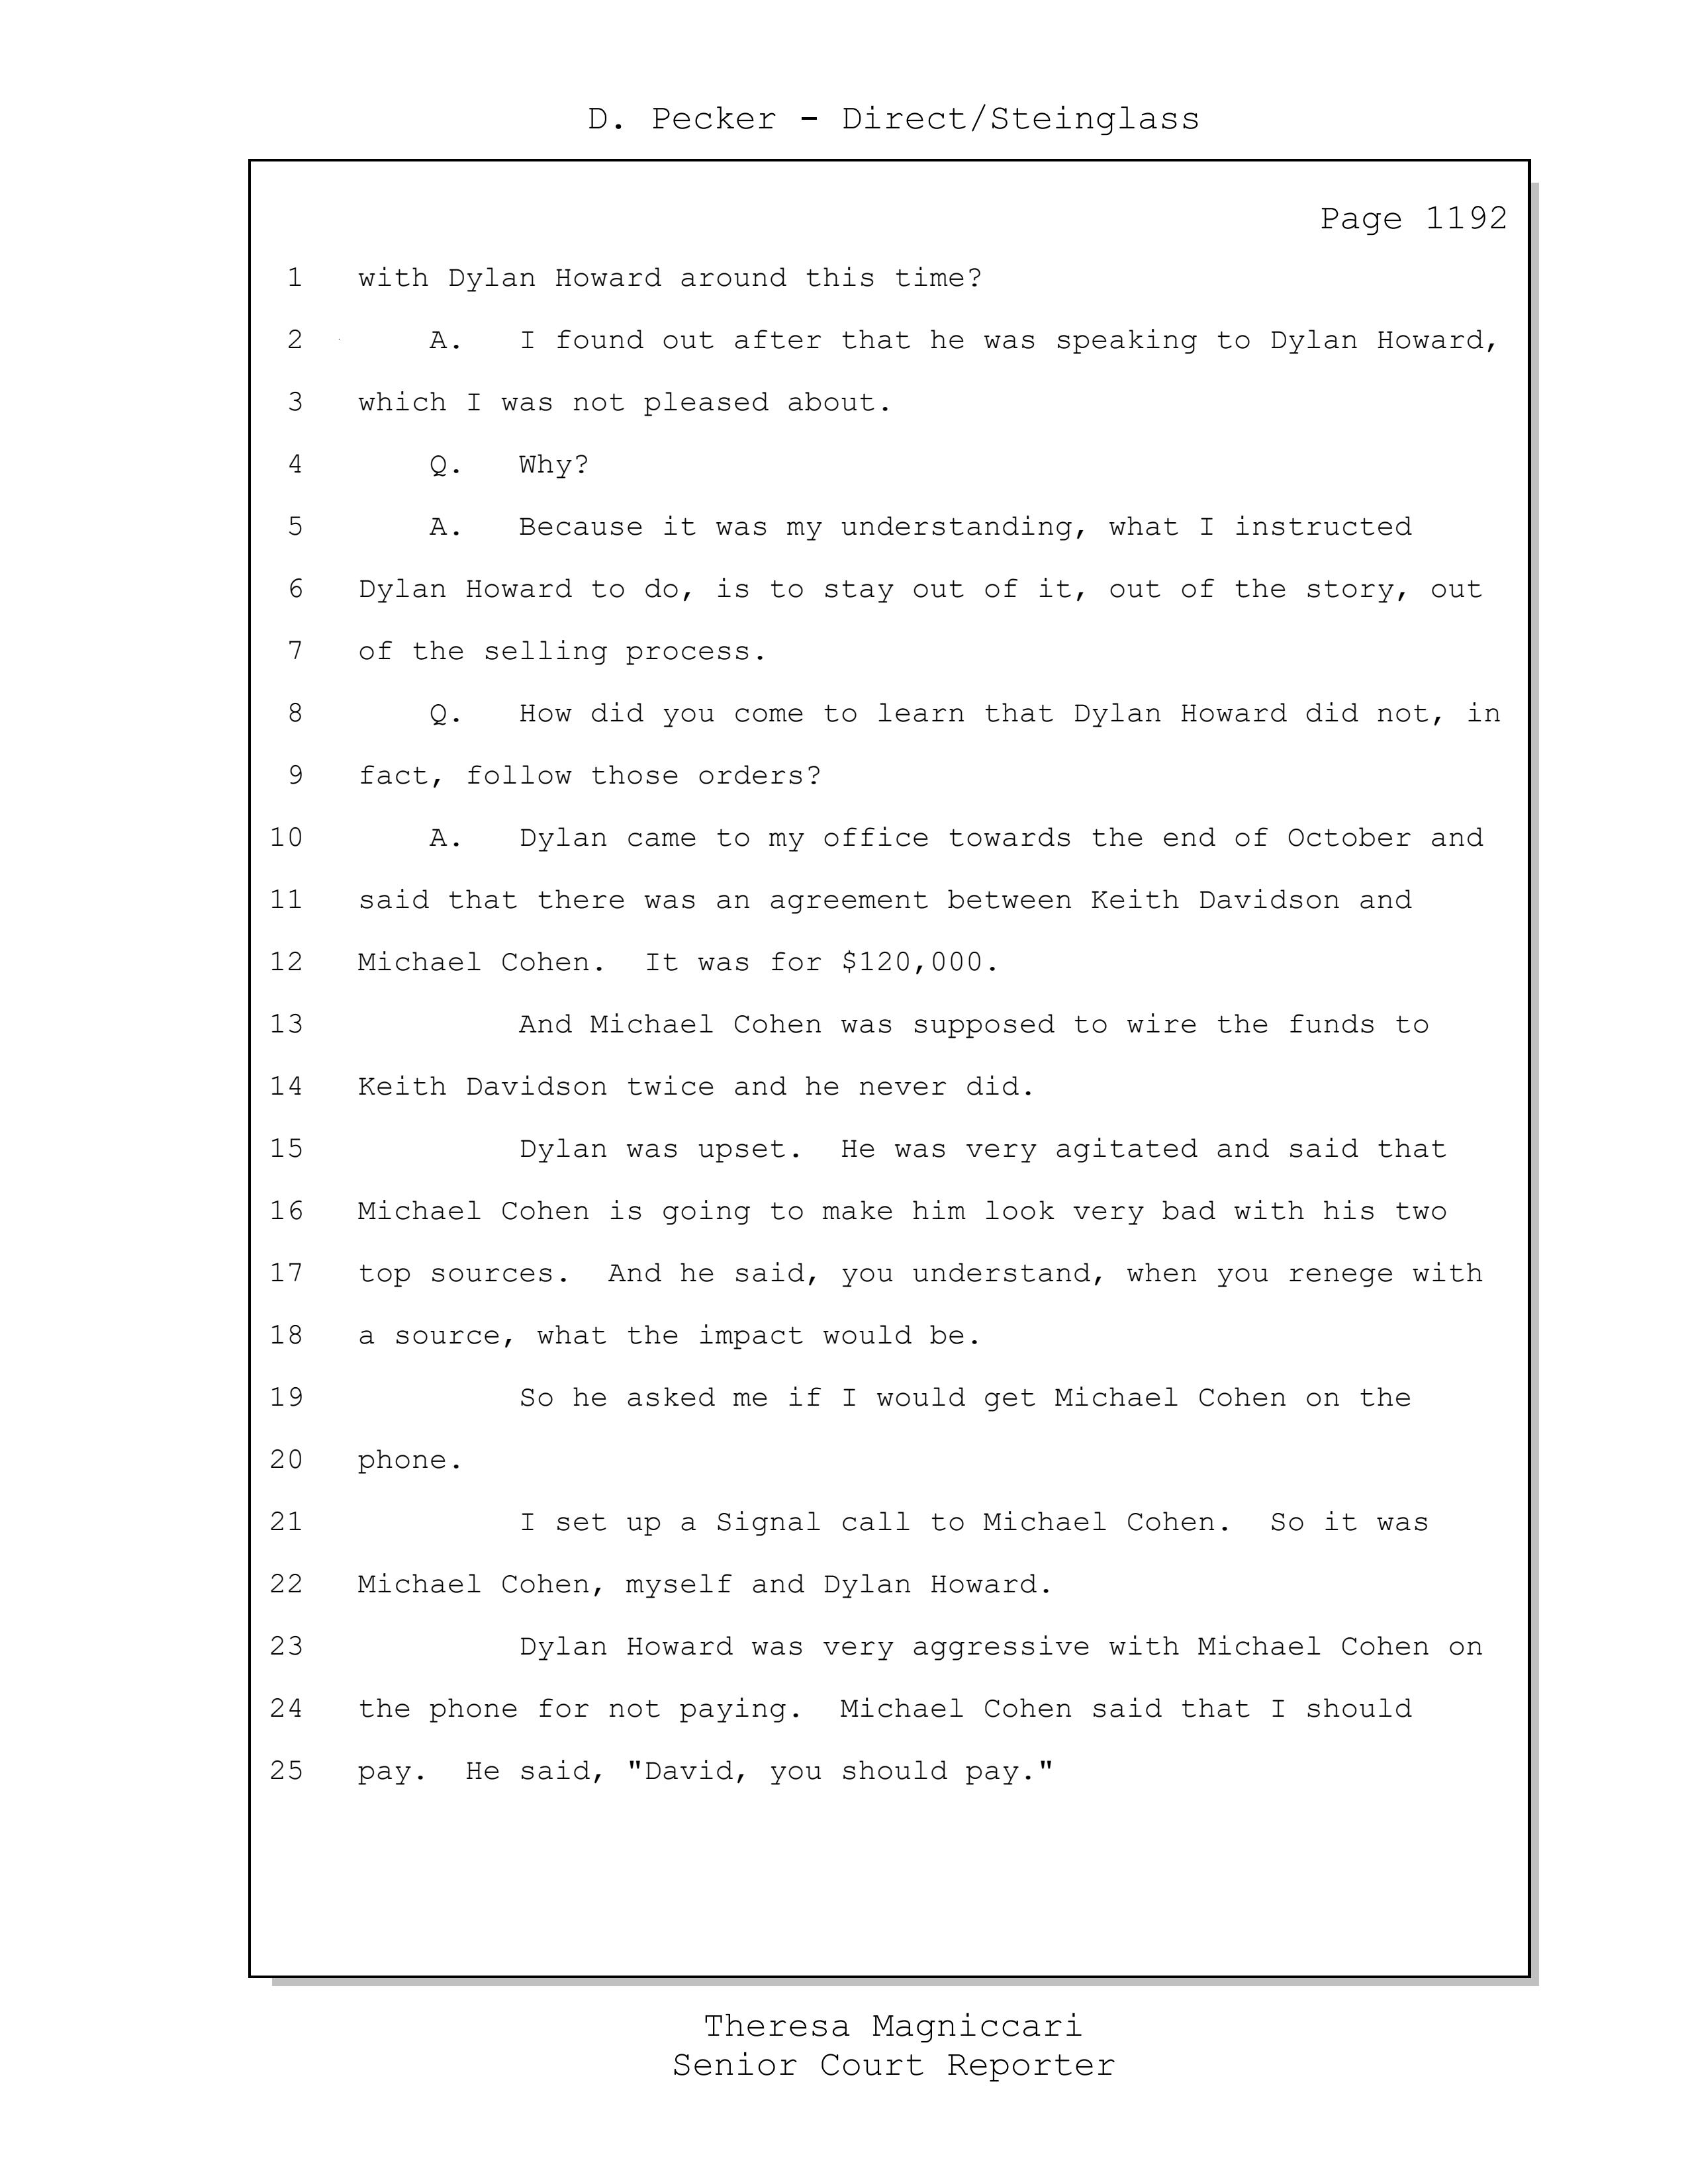 D. Pecker - Direct/Steinglass
Page 1192
1 with Dylan Howard around this time?
2 A. I found out after that he was speaking to Dylan Howard,
3 which I was not pleased about.
4 Q. Why?
5 A. Because it was my understanding, what I instructed
6 Dylan Howard to do, is to stay out of it, out of the story, out
7 of the selling process.
8 Q. How did you come to learn that Dylan Howard did not, in
9 fact, follow those orders?
10 A. Dylan came to my office towards the end of October and
11 said that there was an agreement between Keith Davidson and
12 Michael Cohen. It was for $120,000.
13 And Michael Cohen was supposed to wire the funds to
14 Keith Davidson twice and he never did.
15 Dylan was upset. He was very agitated and said that
16 Michael Cohen is going to make him look very bad with his two
17 top sources. And he said, you understand, when you renege with
18 a source, what the impact would be.
19 So he asked me if I would get Michael Cohen on the
20 phone.
21 I set up a Signal call to Michael Cohen. So it was
22 Michael Cohen, myself and Dylan Howard.
23 Dylan Howard was very aggressive with Michael Cohen on
24 the phone for not paying. Michael Cohen said that I should
25 pay. He said, "David, you should pay."
Theresa Magniccari
Senior Court Reporter